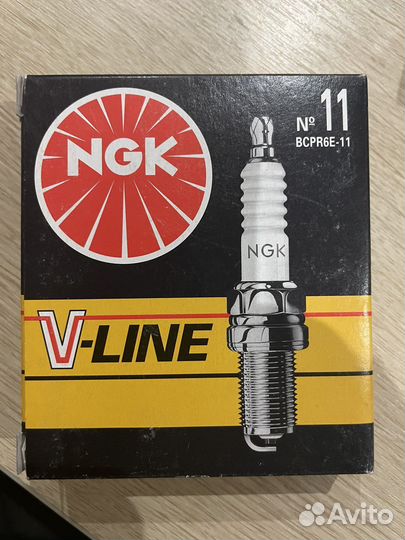 NGK
Nº 11
BCPR6E-11
NGK
V-LINE
Avito